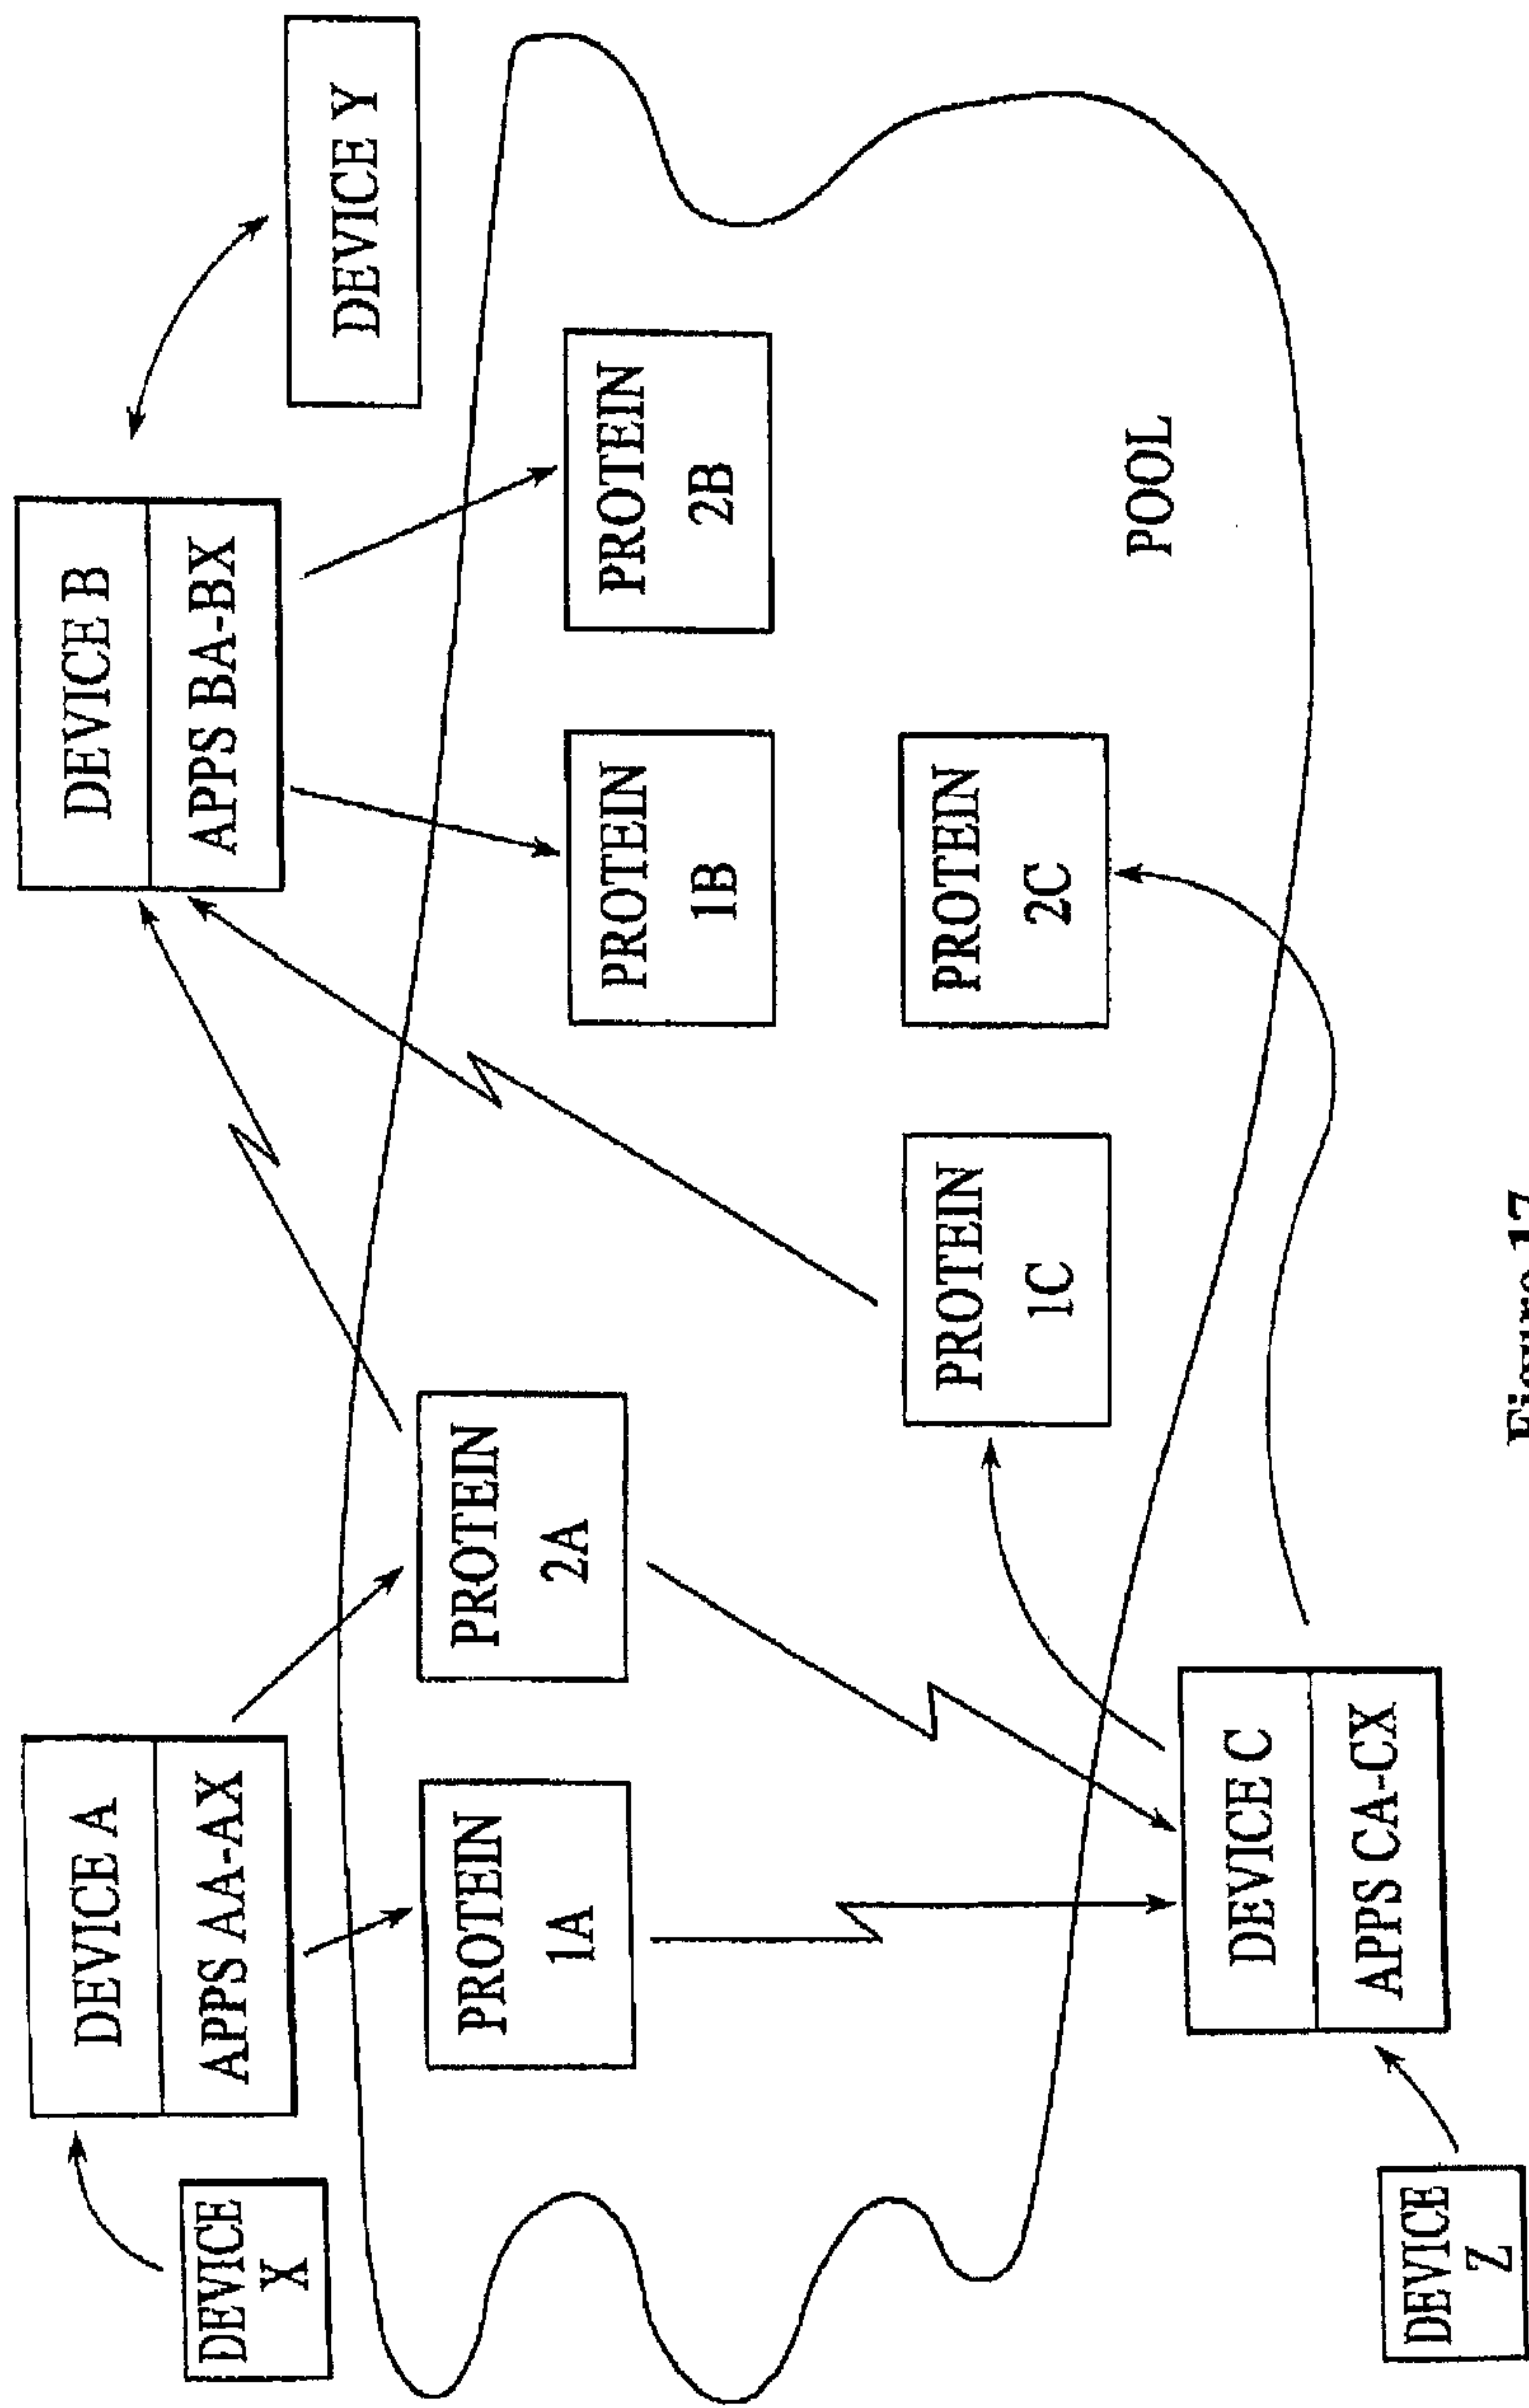 DEVICE
X
DEVICE A
APPS AA-AX
DEVICE B
APPS BA-BX
DEVICE Y
PROTEIN
1A
PROTEIN
2A
PROTEIN
1B
PROTEIN
2B
PROTEIN
1C
PROTEIN
2C
POOL
DEVICE C
APPS CA-CX
DEVICE
Z
Figure 17